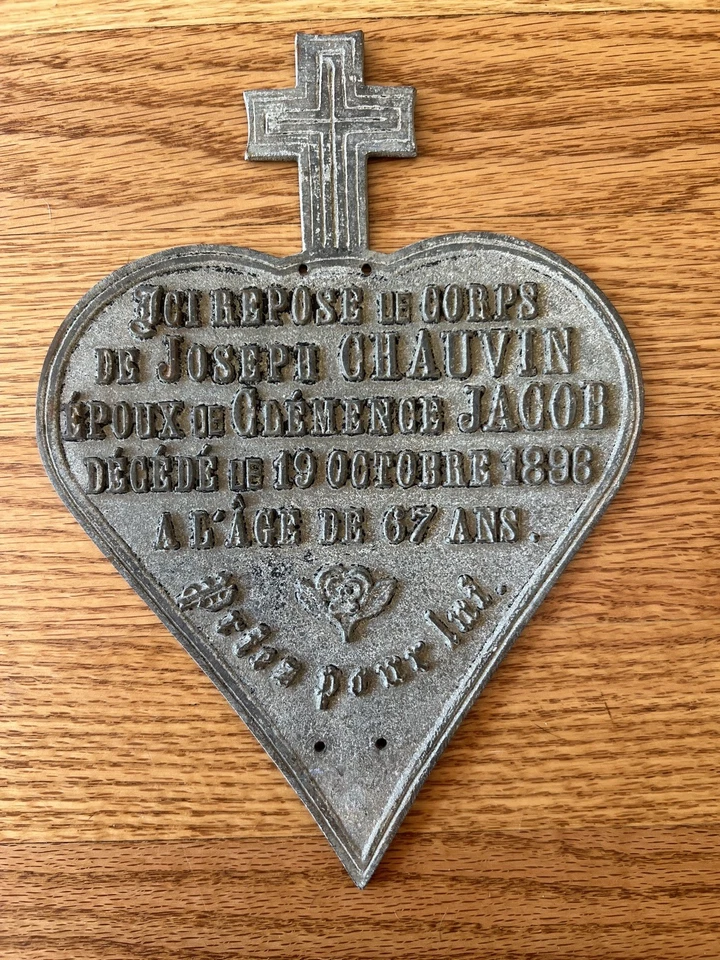 ICI REPOSE LE CORPS
DE JOSEPH CHAUVIN
ÉPOUX DE CLÉMENCE JACOB
DÉCÉDÉ LE 19 OCTOBRE 1896
A L'ÂGE DE 67 ANS.
Priez pour lui.